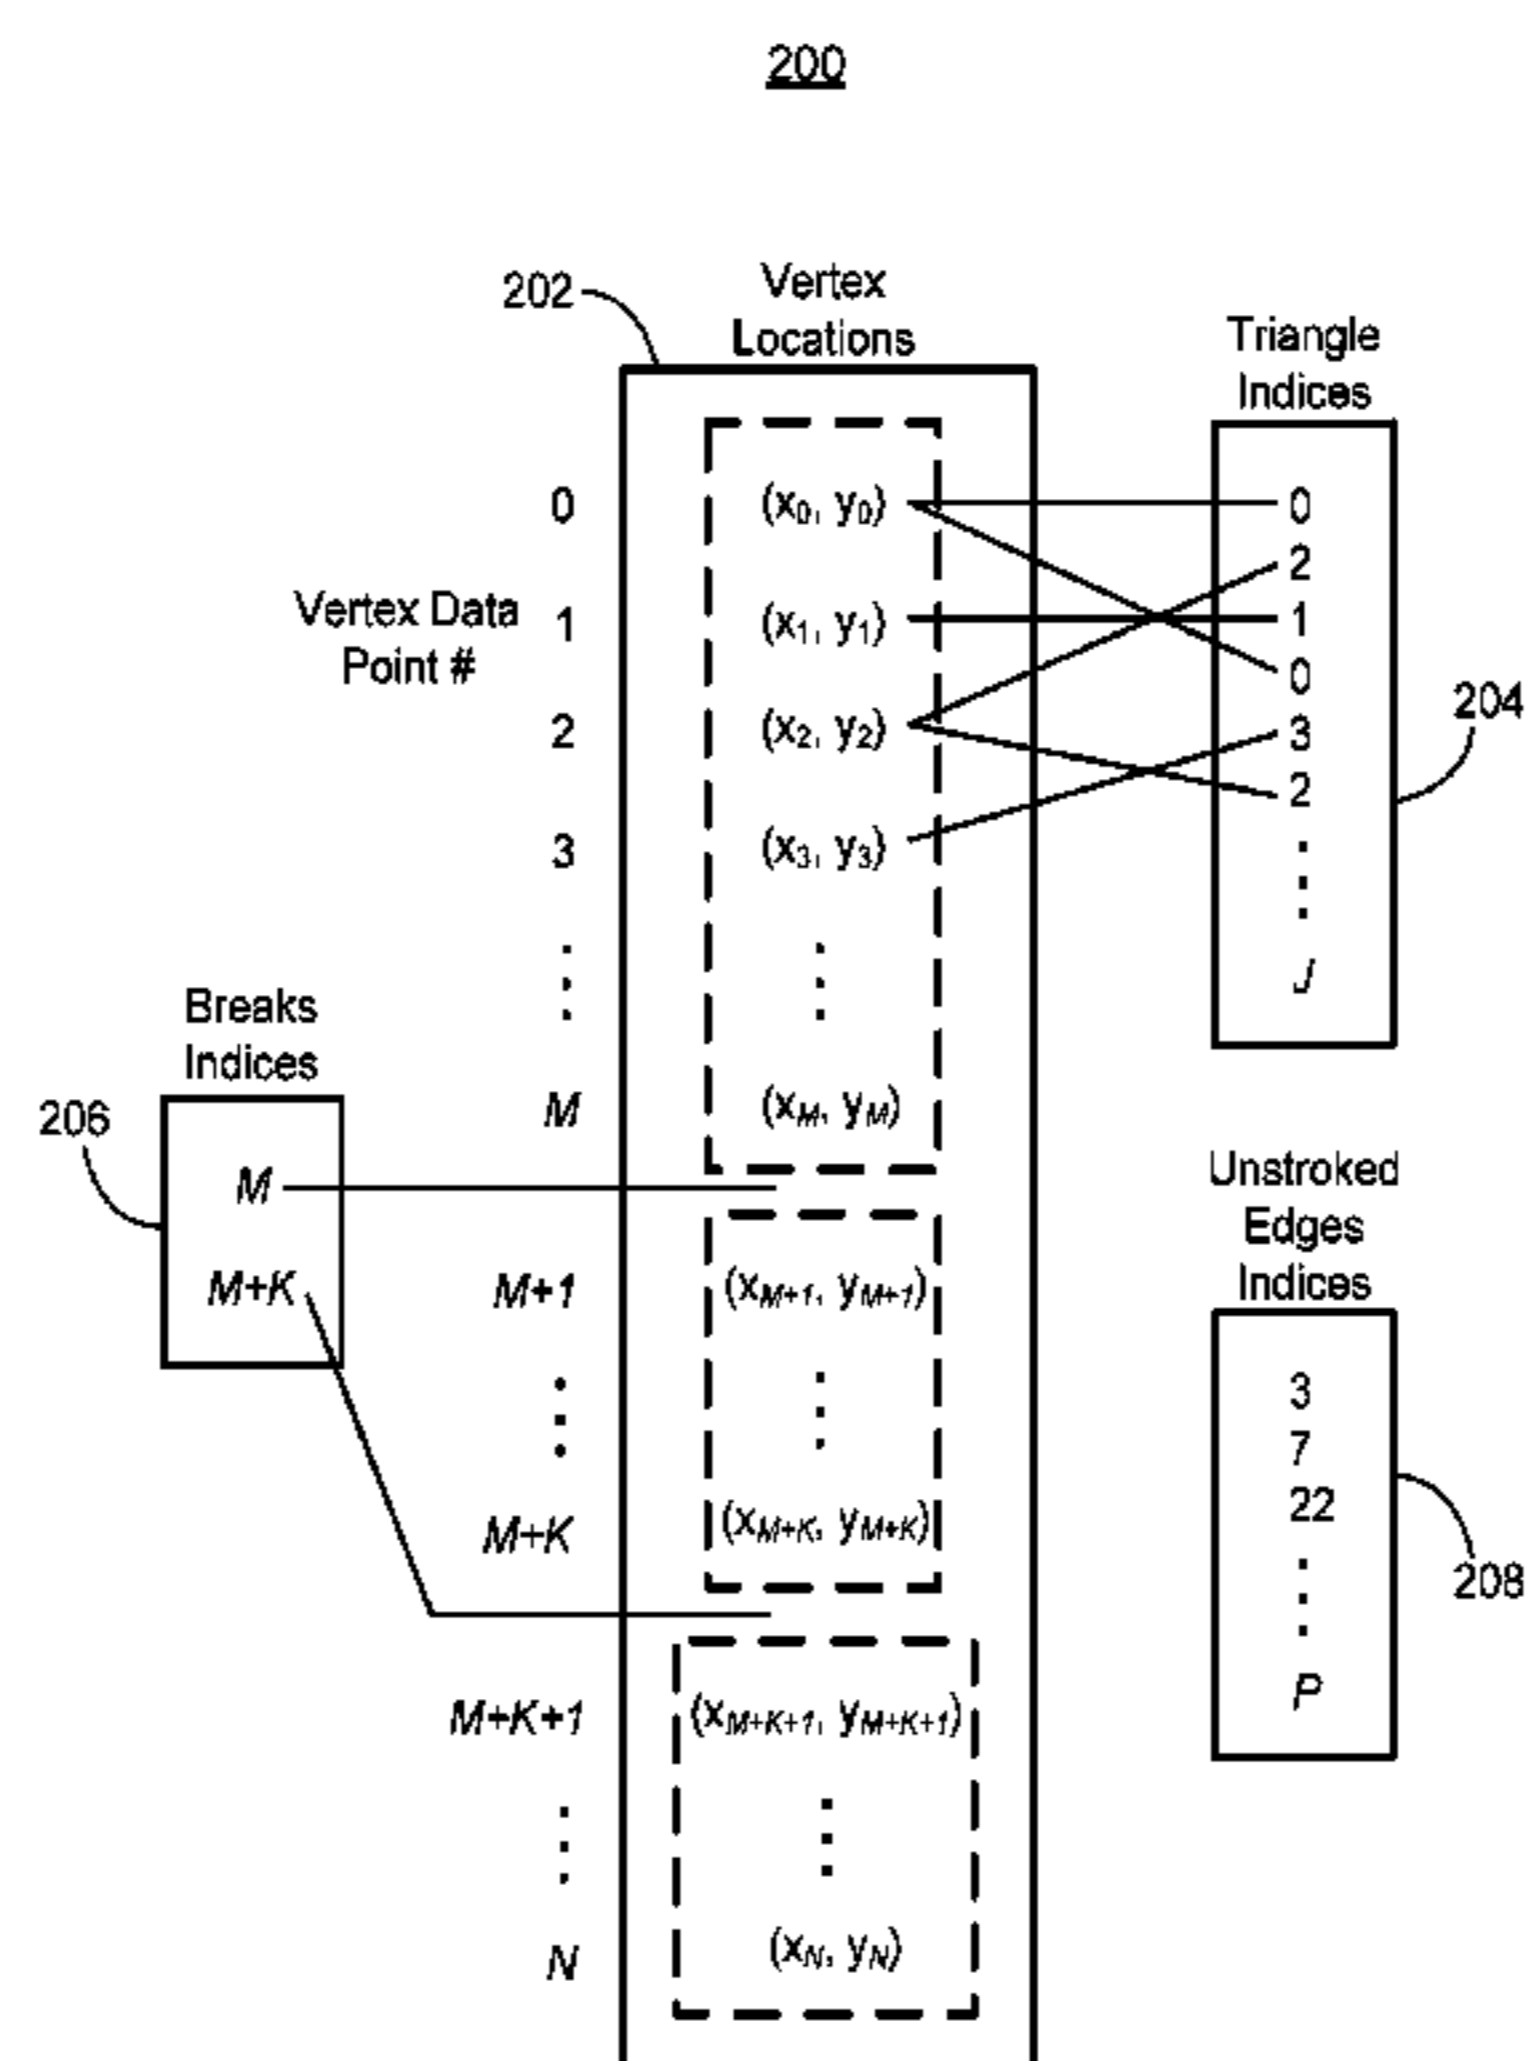 200
202
Vertex
Locations
Triangle
Indices
0
(x0, y0)
0
2
Vertex Data
Point #
1
(x1, y1)
1
0
204
2
(x2, y2)
3
2
3
(x3, y3)
J
Breaks
Indices
206
M
(xM, yM)
M
Unstroked
Edges
Indices
M+K
M+1
(xM+1, yM+1)
3
7
22
M+K
(xM+K, yM+K)
208
P
M+K+1
(xM+K+1, yM+K+1)
N
(xN, yN)